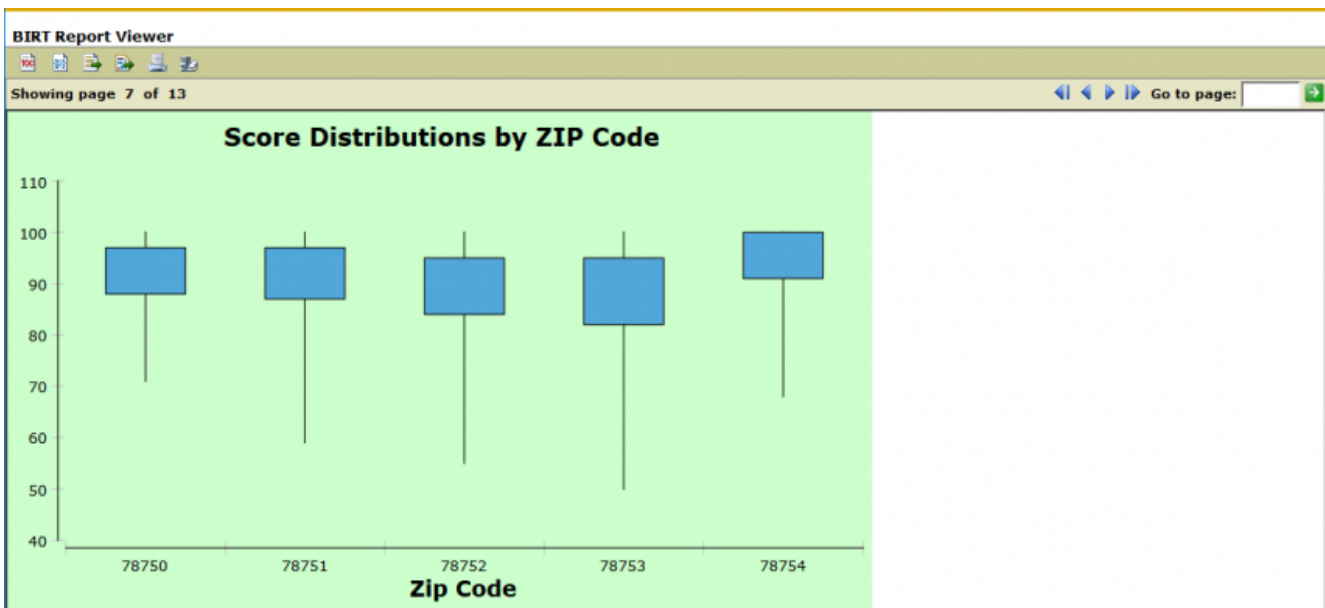 BIRT Report Viewer
Showing page 7 of 13
Go to page:
Score Distributions by ZIP Code
110
100
90
80
70
60
50
40
78750 78751 78752 78753 78754
Zip Code